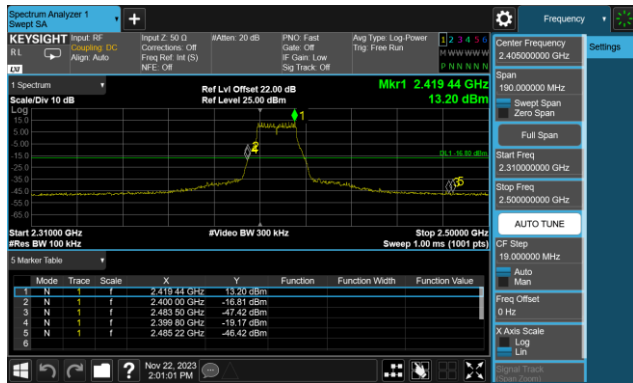 Spectrum Analyzer 1
Swept SA
+
Frequency
KEYSIGHT Input: RF Input Z: 50 Ω #Atten: 20 dB PNO: Fast Avg Type: Log-Power 1 2 3 4 5 6
RL Coupling: DC Corrections: Off Gate: Off Trig: Free Run M W W W W W
Align: Auto Freq Ref: Int (S) IF Gain: Low
NFE: Off Sig Track: Off P N N N N N
LXI
1 Spectrum
Ref Lvl Offset 22.00 dB Mkr1 2.419 44 GHz
Scale/Div 10 dB Ref Level 25.00 dBm 13.20 dBm
Log
15.0
5.00
-5.00
-15.0
-25.0
-35.0
-45.0
-55.0
-65.0
1
DL1 -16.80 dBm
Start 2.31000 GHz #Video BW 300 kHz Stop 2.50000 GHz
#Res BW 100 kHz Sweep 1.00 ms (1001 pts)
5 Marker Table
Mode Trace Scale X Y Function Function Width Function Value
1 N 1 f 2.419 44 GHz 13.20 dBm
2 N 1 f 2.400 00 GHz -16.81 dBm
3 N 1 f 2.483 50 GHz -47.42 dBm
4 N 1 f 2.399 80 GHz -19.17 dBm
5 N 1 f 2.485 22 GHz -46.42 dBm
6
?
Nov 22, 2023
2:01:01 PM
Center Frequency
2.405000000 GHz
Settings
Span
190.000000 MHz
Swept Span
Zero Span
Full Span
Start Freq
2.310000000 GHz
Stop Freq
2.500000000 GHz
AUTO TUNE
CF Step
19.000000 MHz
Auto
Man
Freq Offset
0 Hz
X Axis Scale
Log
Lin
Signal Track
(Span Zoom)